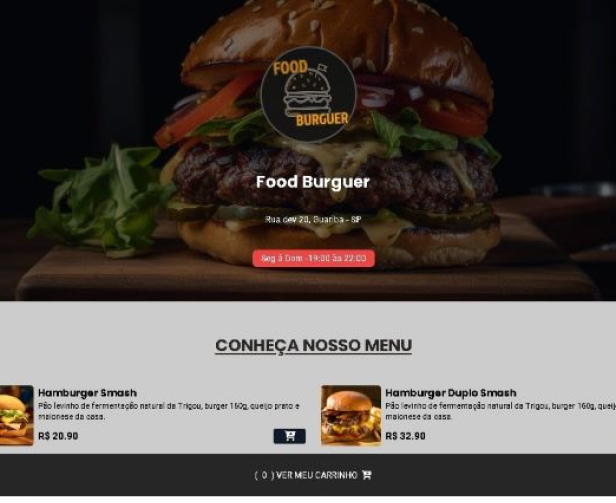 FOOD
BURGUER
Food Burguer
Rua dev 20, Guariba - SP
Seg á Dom - 19:00 às 22:00
CONHEÇA NOSSO MENU
Hamburger Smash
Pão levinho de fermentação natural da Trigou, burger 160g, queijo prato e
maionese da casa.
R$ 20.90
Hamburger Duplo Smash
Pão levinho de fermentação natural da Trigou, burger 160g,
maionese da casa.
R$ 32.90
( 0 ) VER MEU CARRINHO